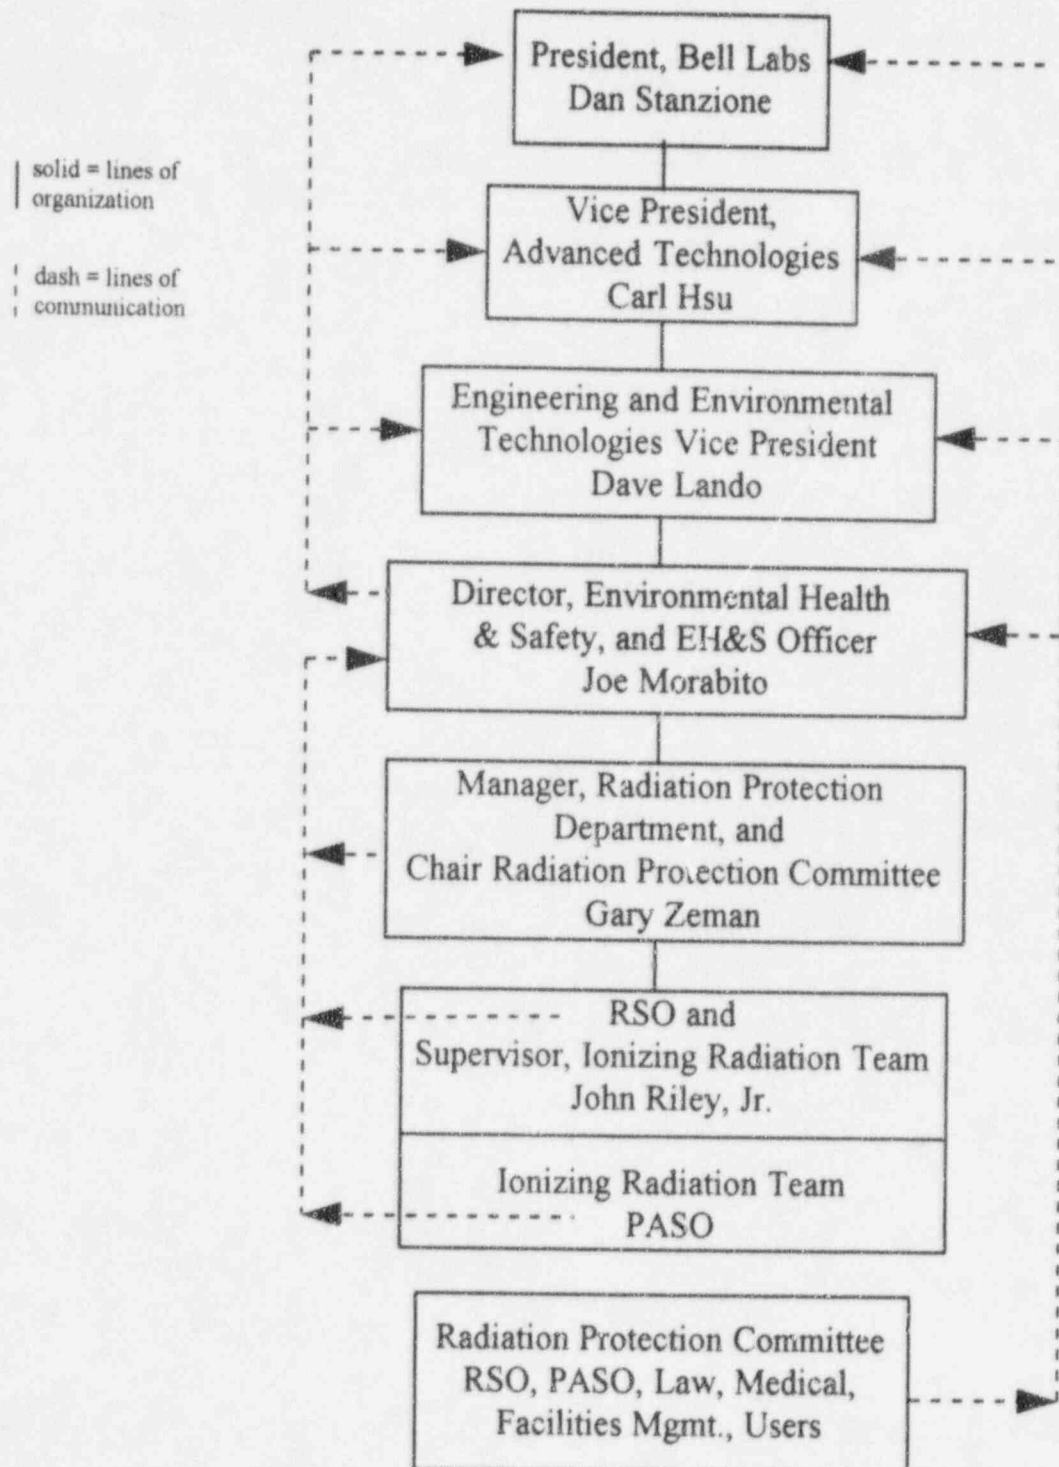 President, Bell Labs
Dan Stanzione
solid = lines of
organization
dash = lines of
communication
Vice President,
Advanced Technologies
Carl Hsu
Engineering and Environmental
Technologies Vice President
Dave Lando
Director, Environmental Health
& Safety, and EH&S Officer
Joe Morabito
Manager, Radiation Protection
Department, and
Chair Radiation Protection Committee
Gary Zeman
RSO and
Supervisor, Ionizing Radiation Team
John Riley, Jr.
Ionizing Radiation Team
PASO
Radiation Protection Committee
RSO, PASO, Law, Medical,
Facilities Mgmt., Users